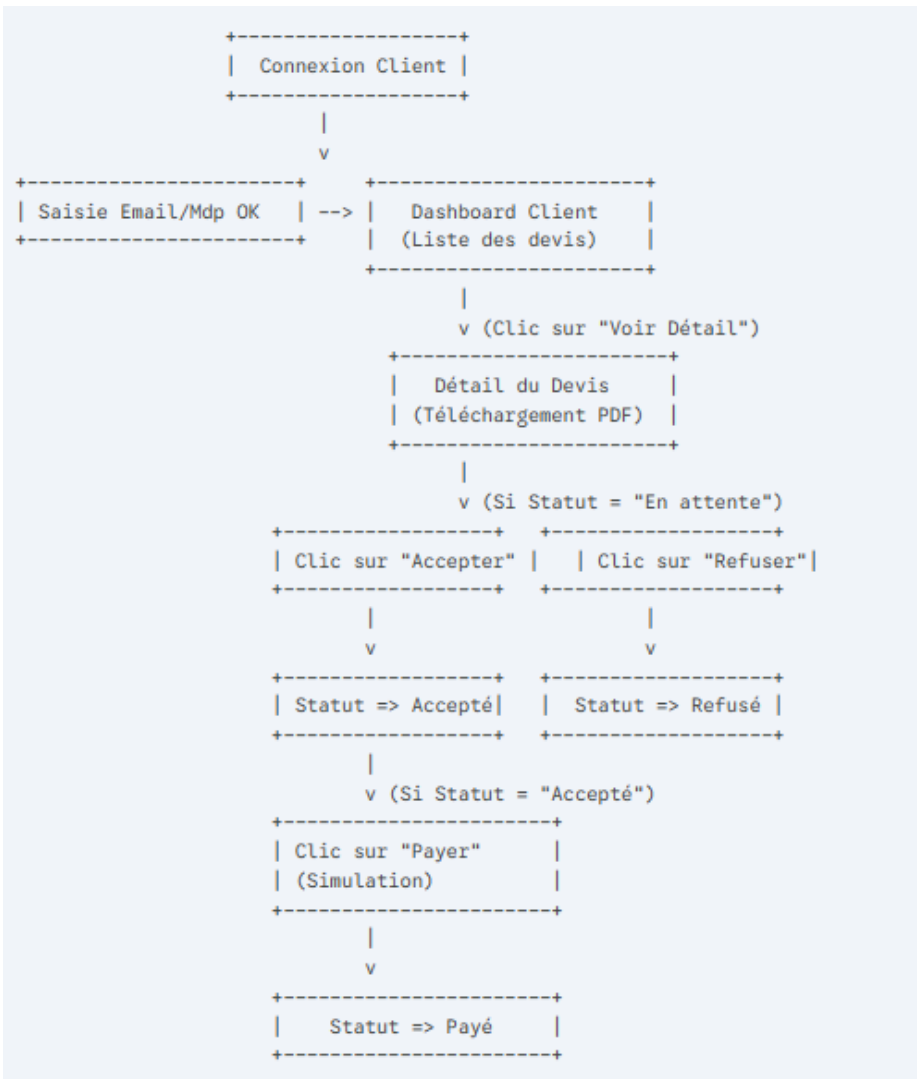 +-------------------+
|  Connexion Client |
+-------------------+
|
v
+-----------------------+     +-----------------------+
| Saisie Email/Mdp OK   | --> |   Dashboard Client    |
+-----------------------+     |  (Liste des devis)    |
+-----------------------+
|
v (Clic sur "Voir Détail")
+-----------------------+
|   Détail du Devis     |
| (Téléchargement PDF)  |
+-----------------------+
|
v (Si Statut = "En attente")
+------------------+   +-------------------+
| Clic sur "Accepter" |   | Clic sur "Refuser"|
+------------------+   +-------------------+
|                       |
v                       v
+------------------+   +-------------------+
| Statut => Accepté|   |  Statut => Refusé |
+------------------+   +-------------------+
|
v (Si Statut = "Accepté")
+-----------------------+
| Clic sur "Payer"      |
| (Simulation)          |
+-----------------------+
|
v
+-----------------------+
|    Statut => Payé     |
+-----------------------+